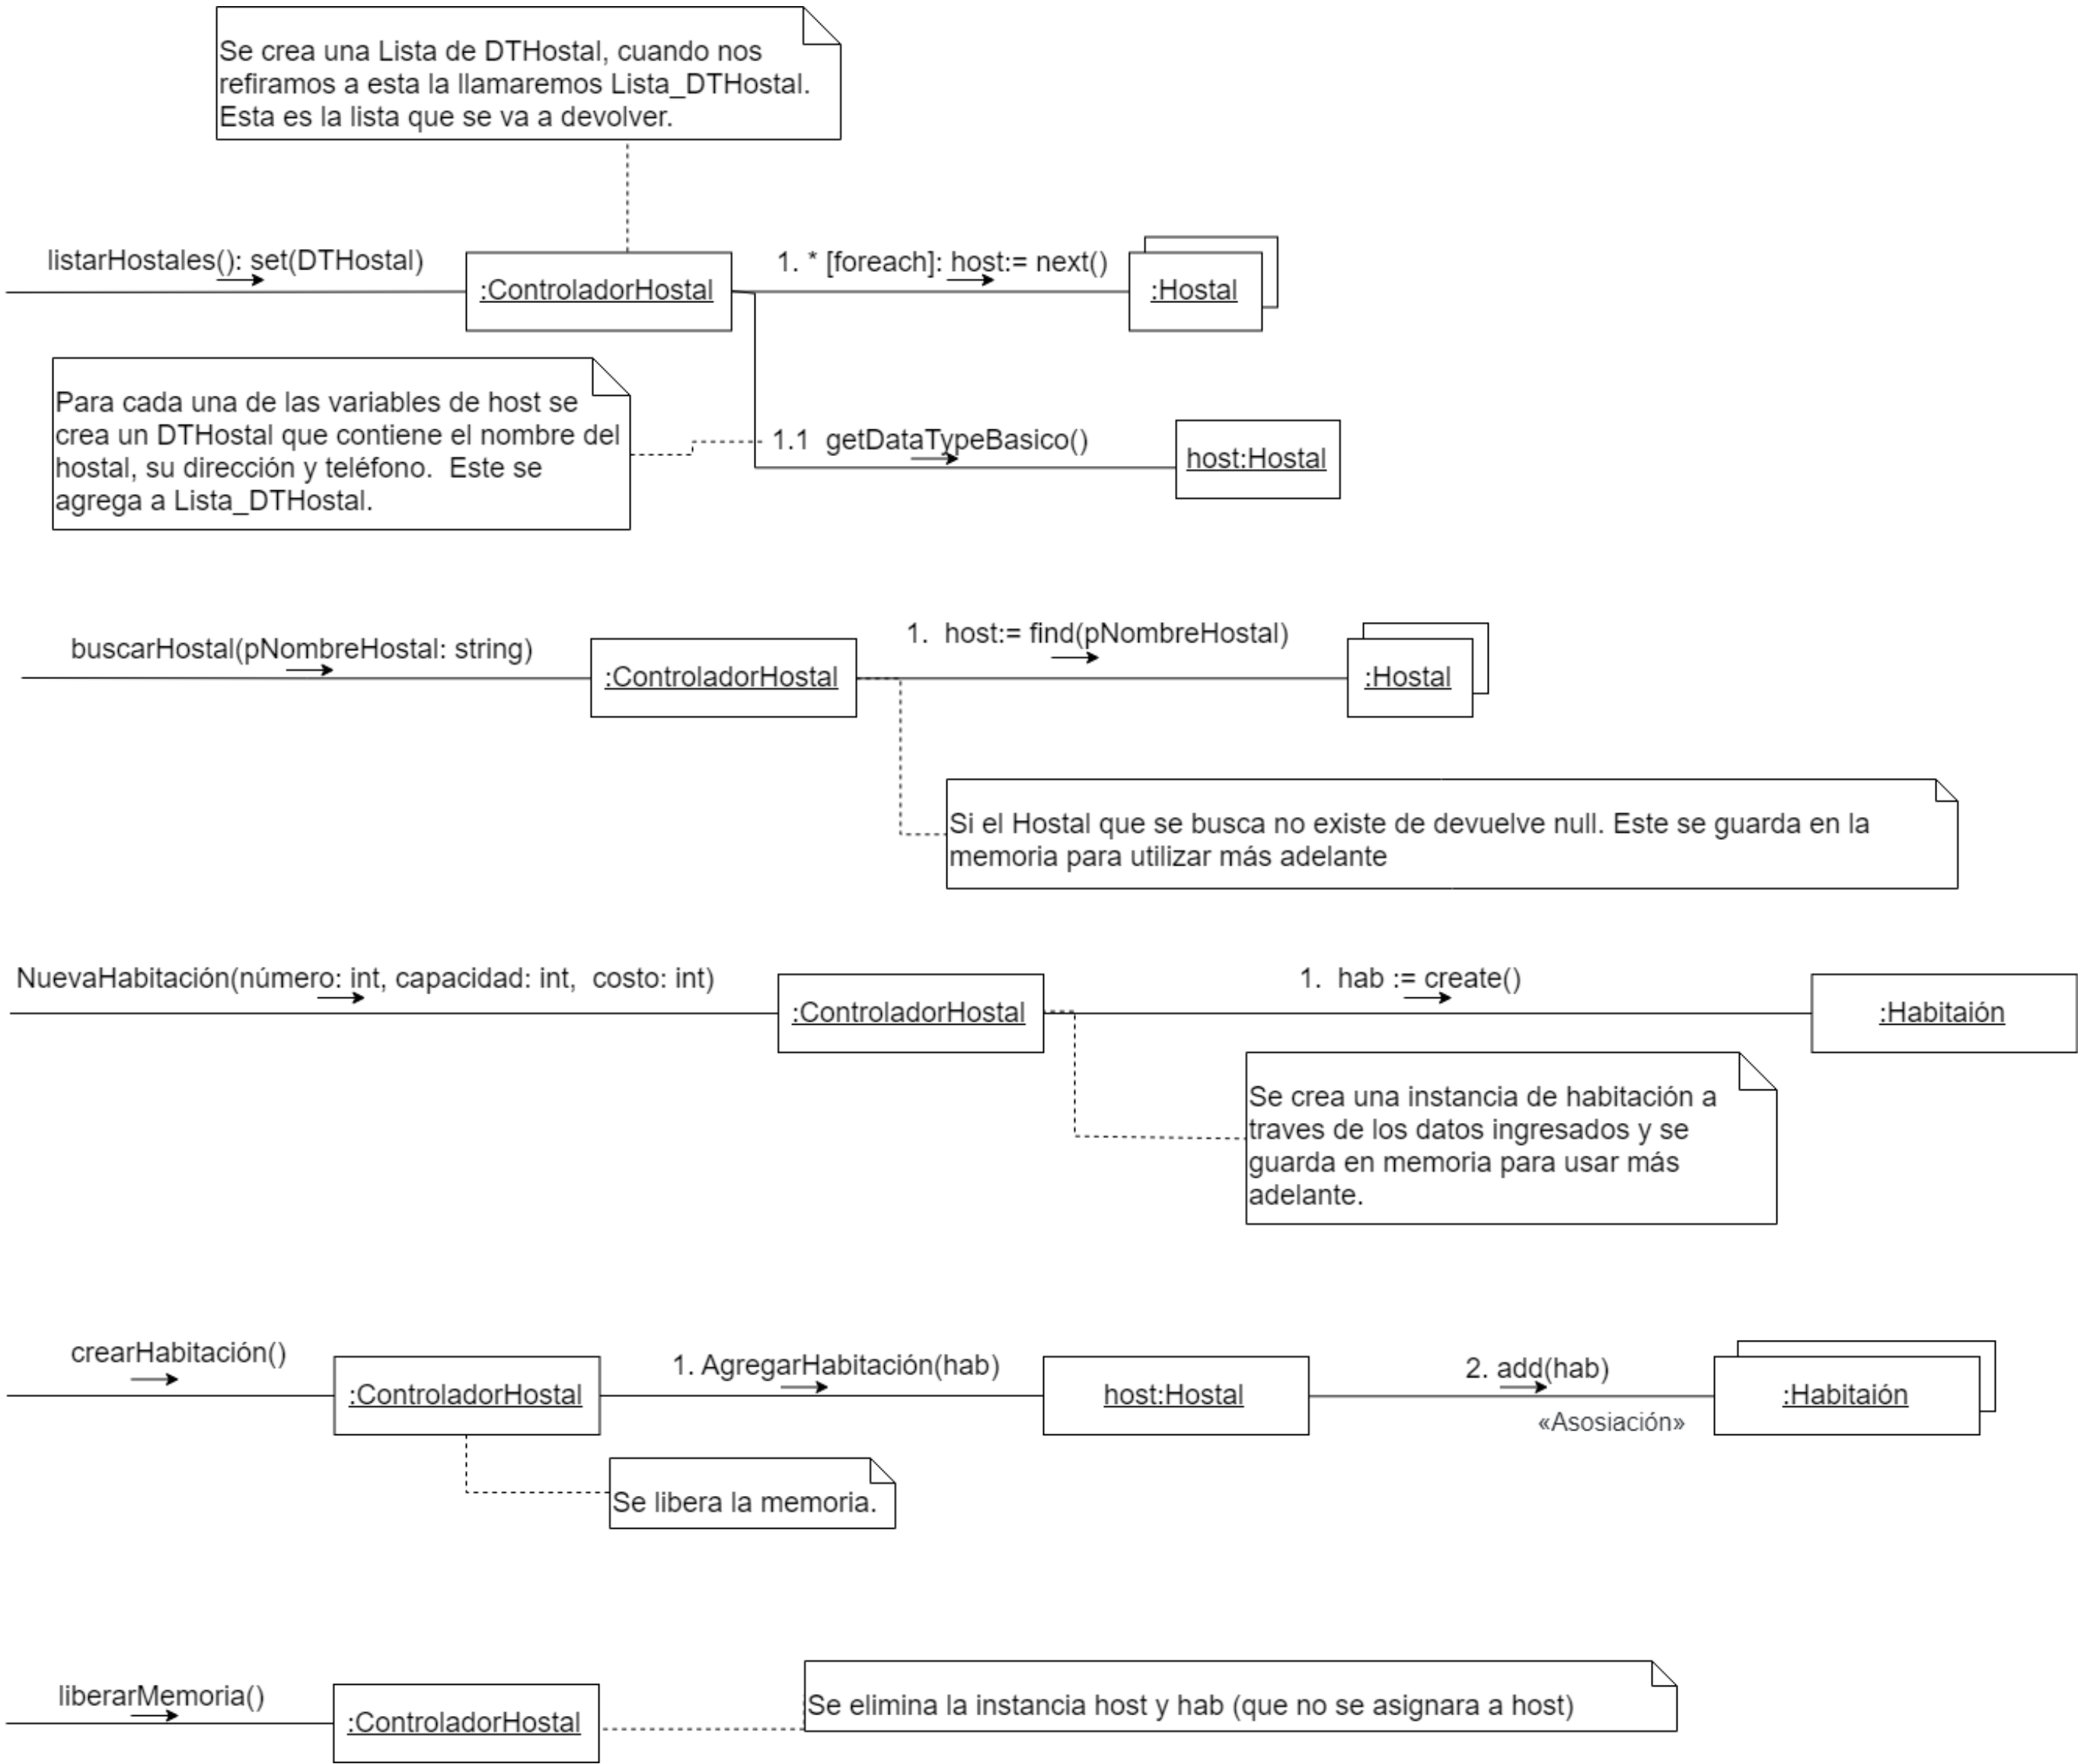 Se crea una Lista de DTHostal, cuando nos
refiramos a esta la llamaremos Lista_DTHostal.
Esta es la lista que se va a devolver.
listarHostales(): set(DTHostal)
:ControladorHostal
1. * [foreach]: host:= next()
:Hostal
Para cada una de las variables de host se
crea un DTHostal que contiene el nombre del
hostal, su dirección y teléfono. Este se
agrega a Lista_DTHostal.
1.1 getDataTypeBasico()
host:Hostal
buscarHostal(pNombreHostal: string)
:ControladorHostal
1. host:= find(pNombreHostal)
:Hostal
Si el Hostal que se busca no existe de devuelve null. Este se guarda en la
memoria para utilizar más adelante
NuevaHabitación(número: int, capacidad: int, costo: int)
:ControladorHostal
1. hab := create()
:Habitaión
Se crea una instancia de habitación a
traves de los datos ingresados y se
guarda en memoria para usar más
adelante.
crearHabitación()
:ControladorHostal
1. AgregarHabitación(hab)
host:Hostal
2. add(hab)
«Asosiación»
:Habitaión
Se libera la memoria.
liberarMemoria()
:ControladorHostal
Se elimina la instancia host y hab (que no se asignara a host)